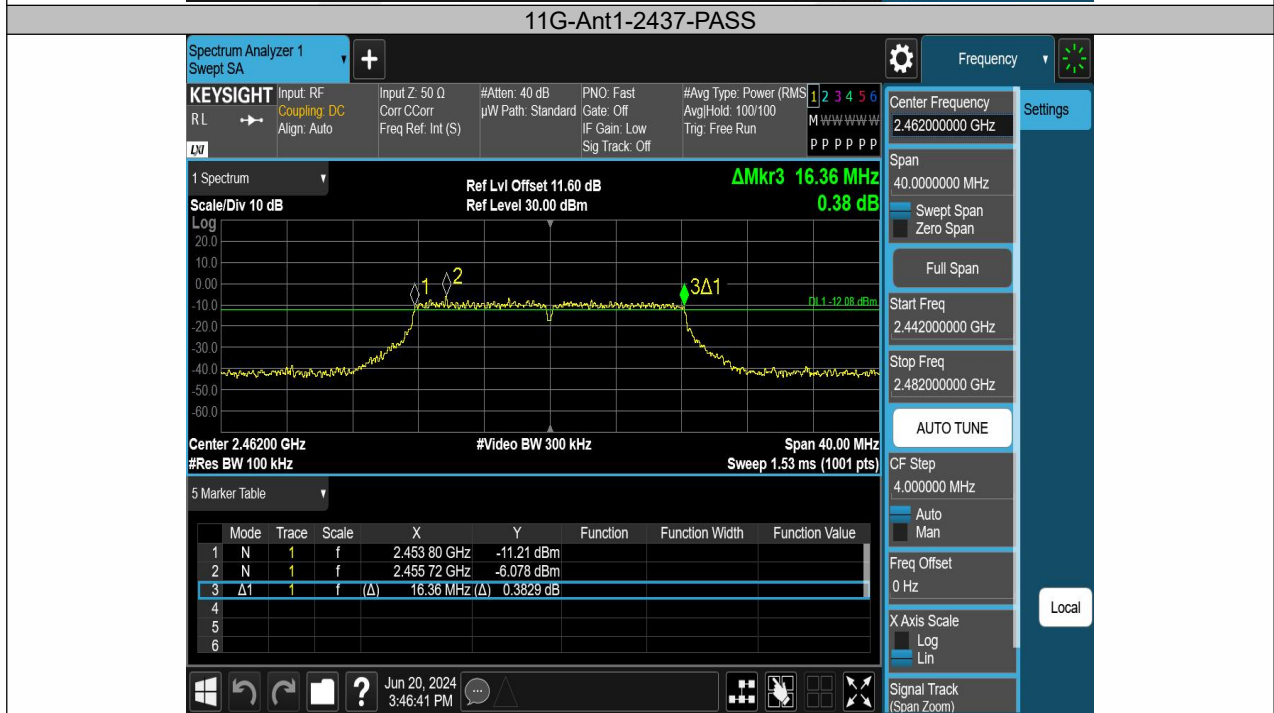 11G-Ant1-2437-PASS
Spectrum Analyzer 1
Swept SA
+
Frequency
KEYSIGHT
RL
LXI
Input: RF
Coupling: DC
Align: Auto
Input Z: 50 Ω
Corr CCorr
Freq Ref: Int (S)
#Atten: 40 dB
µW Path: Standard
PNO: Fast
Gate: Off
IF Gain: Low
Sig Track: Off
#Avg Type: Power (RMS
Avg|Hold: 100/100
Trig: Free Run
1 2 3 4 5 6
M W W W W W
P P P P P P
1 Spectrum
Scale/Div 10 dB
Ref Lvl Offset 11.60 dB
Ref Level 30.00 dBm
ΔMkr3 16.36 MHz
0.38 dB
Log
20.0
10.0
0.00
-10.0
-20.0
-30.0
-40.0
-50.0
-60.0
1
2
3Δ1
DL1 -12.08 dBm
Center 2.46200 GHz
#Res BW 100 kHz
#Video BW 300 kHz
Span 40.00 MHz
Sweep 1.53 ms (1001 pts)
5 Marker Table
Mode Trace Scale X Y Function Function Width Function Value
1 N 1 f 2.453 80 GHz -11.21 dBm
2 N 1 f 2.455 72 GHz -6.078 dBm
3 Δ1 1 f (Δ) 16.36 MHz (Δ) 0.3829 dB
4
5
6
?
Jun 20, 2024
3:46:41 PM
Center Frequency
2.462000000 GHz
Settings
Span
40.0000000 MHz
Swept Span
Zero Span
Full Span
Start Freq
2.442000000 GHz
Stop Freq
2.482000000 GHz
AUTO TUNE
CF Step
4.000000 MHz
Auto
Man
Freq Offset
0 Hz
X Axis Scale
Log
Lin
Local
Signal Track
(Span Zoom)